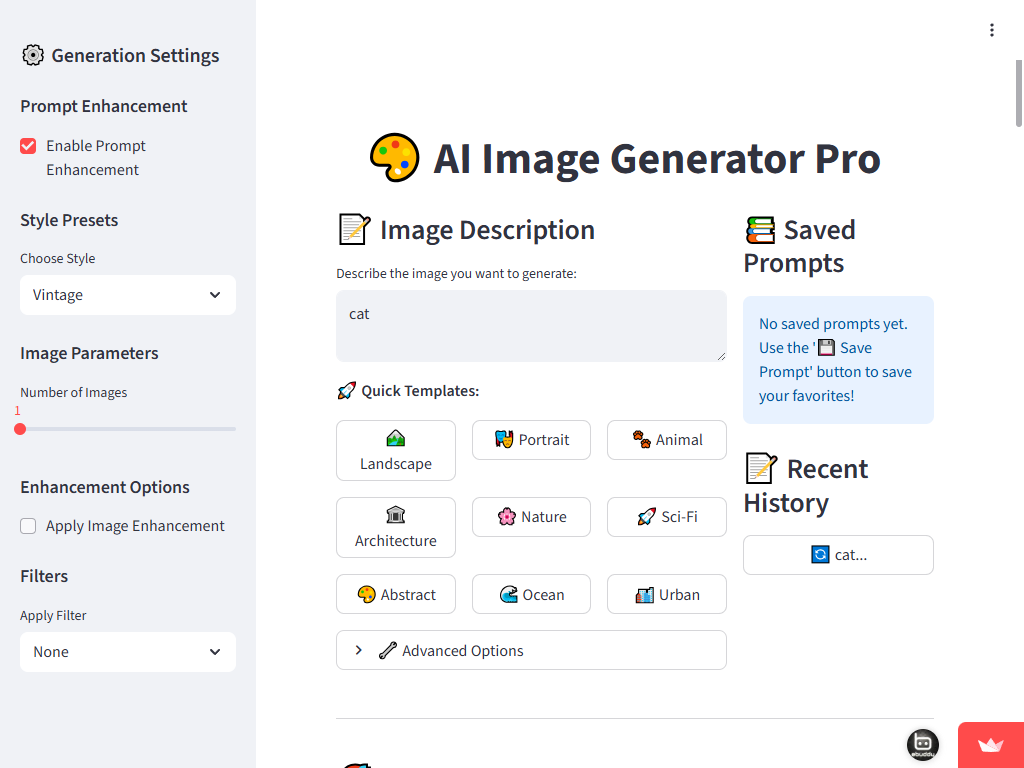 Generation Settings
Prompt Enhancement
Enable Prompt
Enhancement
Style Presets
Choose Style
Vintage
Image Parameters
Number of Images
1
Enhancement Options
Apply Image Enhancement
Filters
Apply Filter
None
AI Image Generator Pro
Image Description
Describe the image you want to generate:
cat
Quick Templates:
Landscape
Portrait
Animal
Architecture
Nature
Sci-Fi
Abstract
Ocean
Urban
Advanced Options
Saved
Prompts
No saved prompts yet.
Use the '💾 Save
Prompt' button to save
your favorites!
Recent
History
cat...